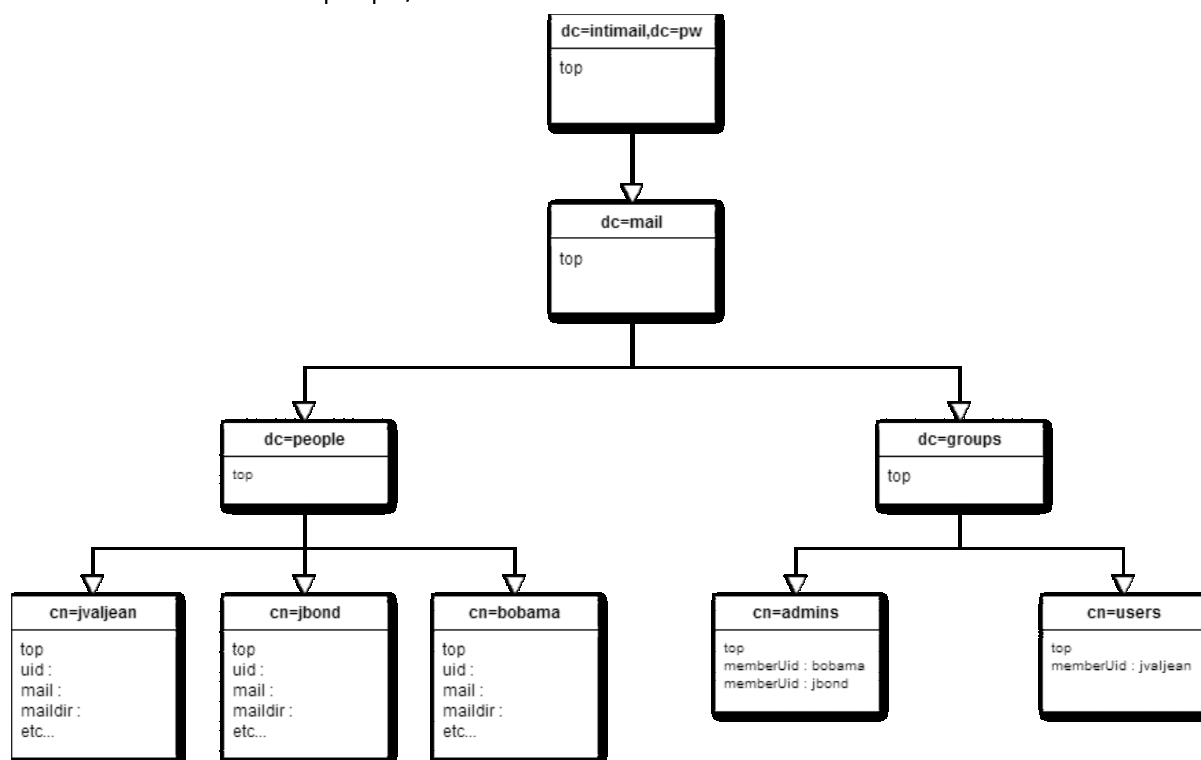 dc=intimail,dc=pw
top
dc=mail
top
dc=people
top
dc=groups
top
cn=jvaljean
top
uid :
mail :
maildir :
etc...
cn=jbond
top
uid :
mail :
maildir :
etc...
cn=bobama
top
uid :
mail :
maildir :
etc...
cn=admins
top
memberUid : bobama
memberUid : jbond
cn=users
top
memberUid : jvaljean